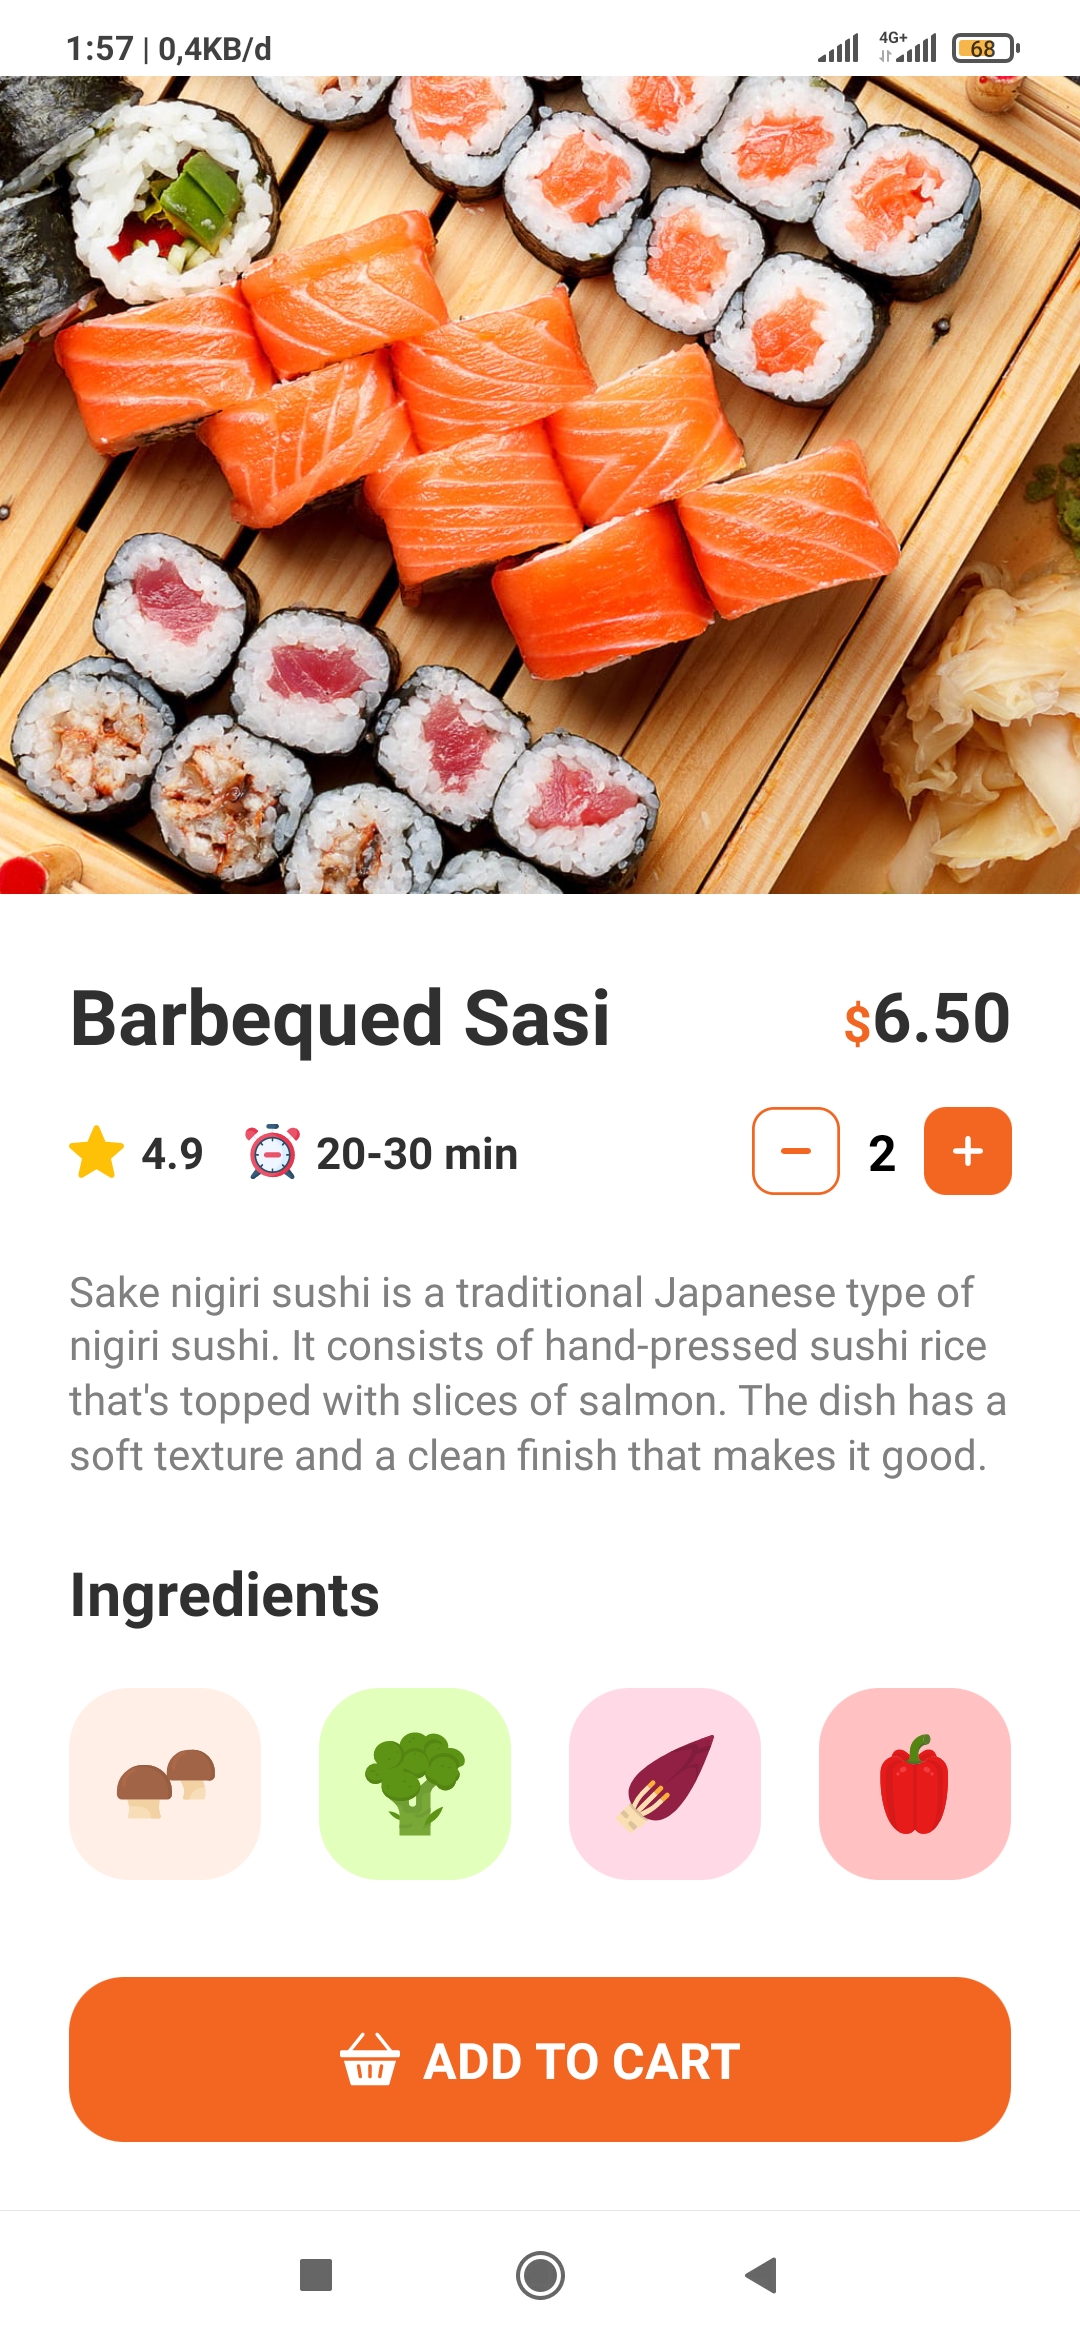 1:57 | 0,4KB/d
4G+
68
Barbequed Sasi
$6.50
4.9
20-30 min
2
Sake nigiri sushi is a traditional Japanese type of
nigiri sushi. It consists of hand-pressed sushi rice
that's topped with slices of salmon. The dish has a
soft texture and a clean finish that makes it good.
Ingredients
ADD TO CART